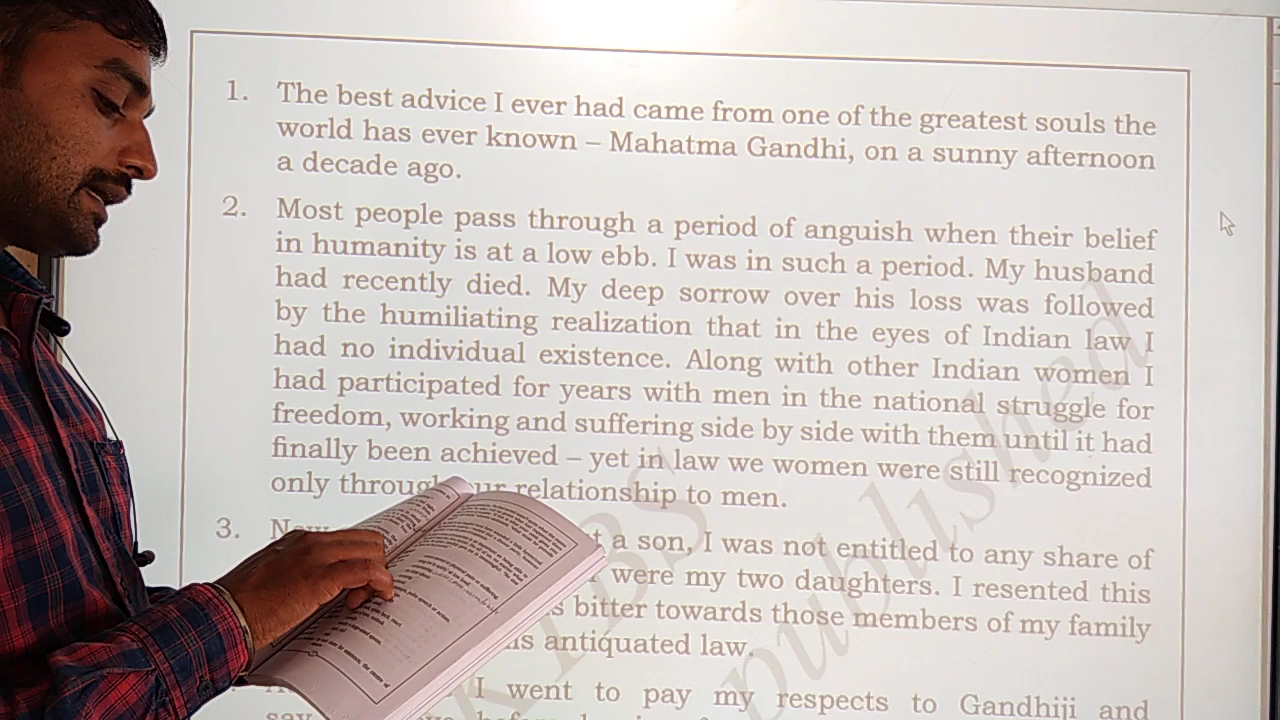 1. The best advice I ever had came from one of the greatest souls the
world has ever known – Mahatma Gandhi, on a sunny afternoon
a decade ago.
2. Most people pass through a period of anguish when their belief
in humanity is at a low ebb. I was in such a period. My husband
had recently died. My deep sorrow over his loss was followed
by the humiliating realization that in the eyes of Indian law I
had no individual existence. Along with other Indian women I
had participated for years with men in the national struggle for
freedom, working and suffering side by side with them until it had
finally been achieved – yet in law we women were still recognized
only through our relationship to men.
3. a son, I was not entitled to any share of
were my two daughters. I resented this
bitter towards those members of my family
antiquated law.
I went to pay my respects to Gandhiji and
say
KTBS
published